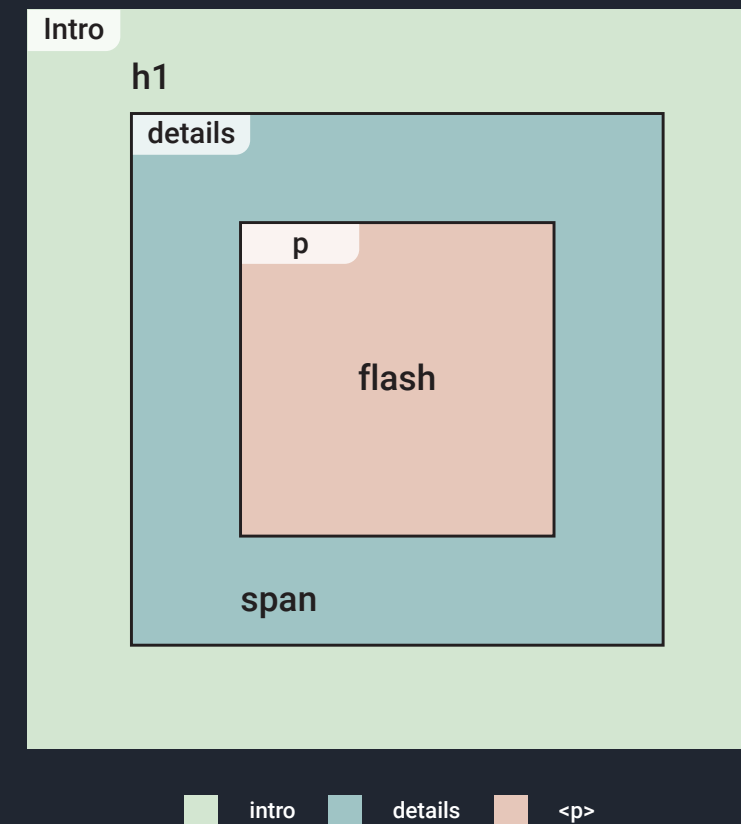 Intro
h1
details
p
flash
span
intro details <p>